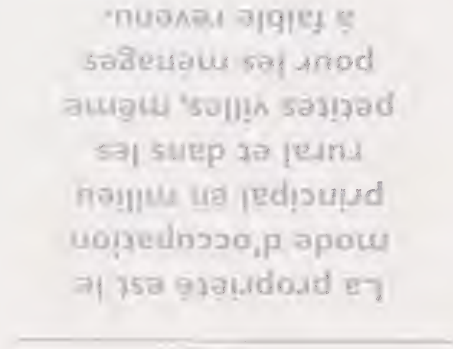 La propriété est le
mode d'occupation
principal en milieu
rural et dans les
petites villes, même
pour les ménages
à faible revenu.